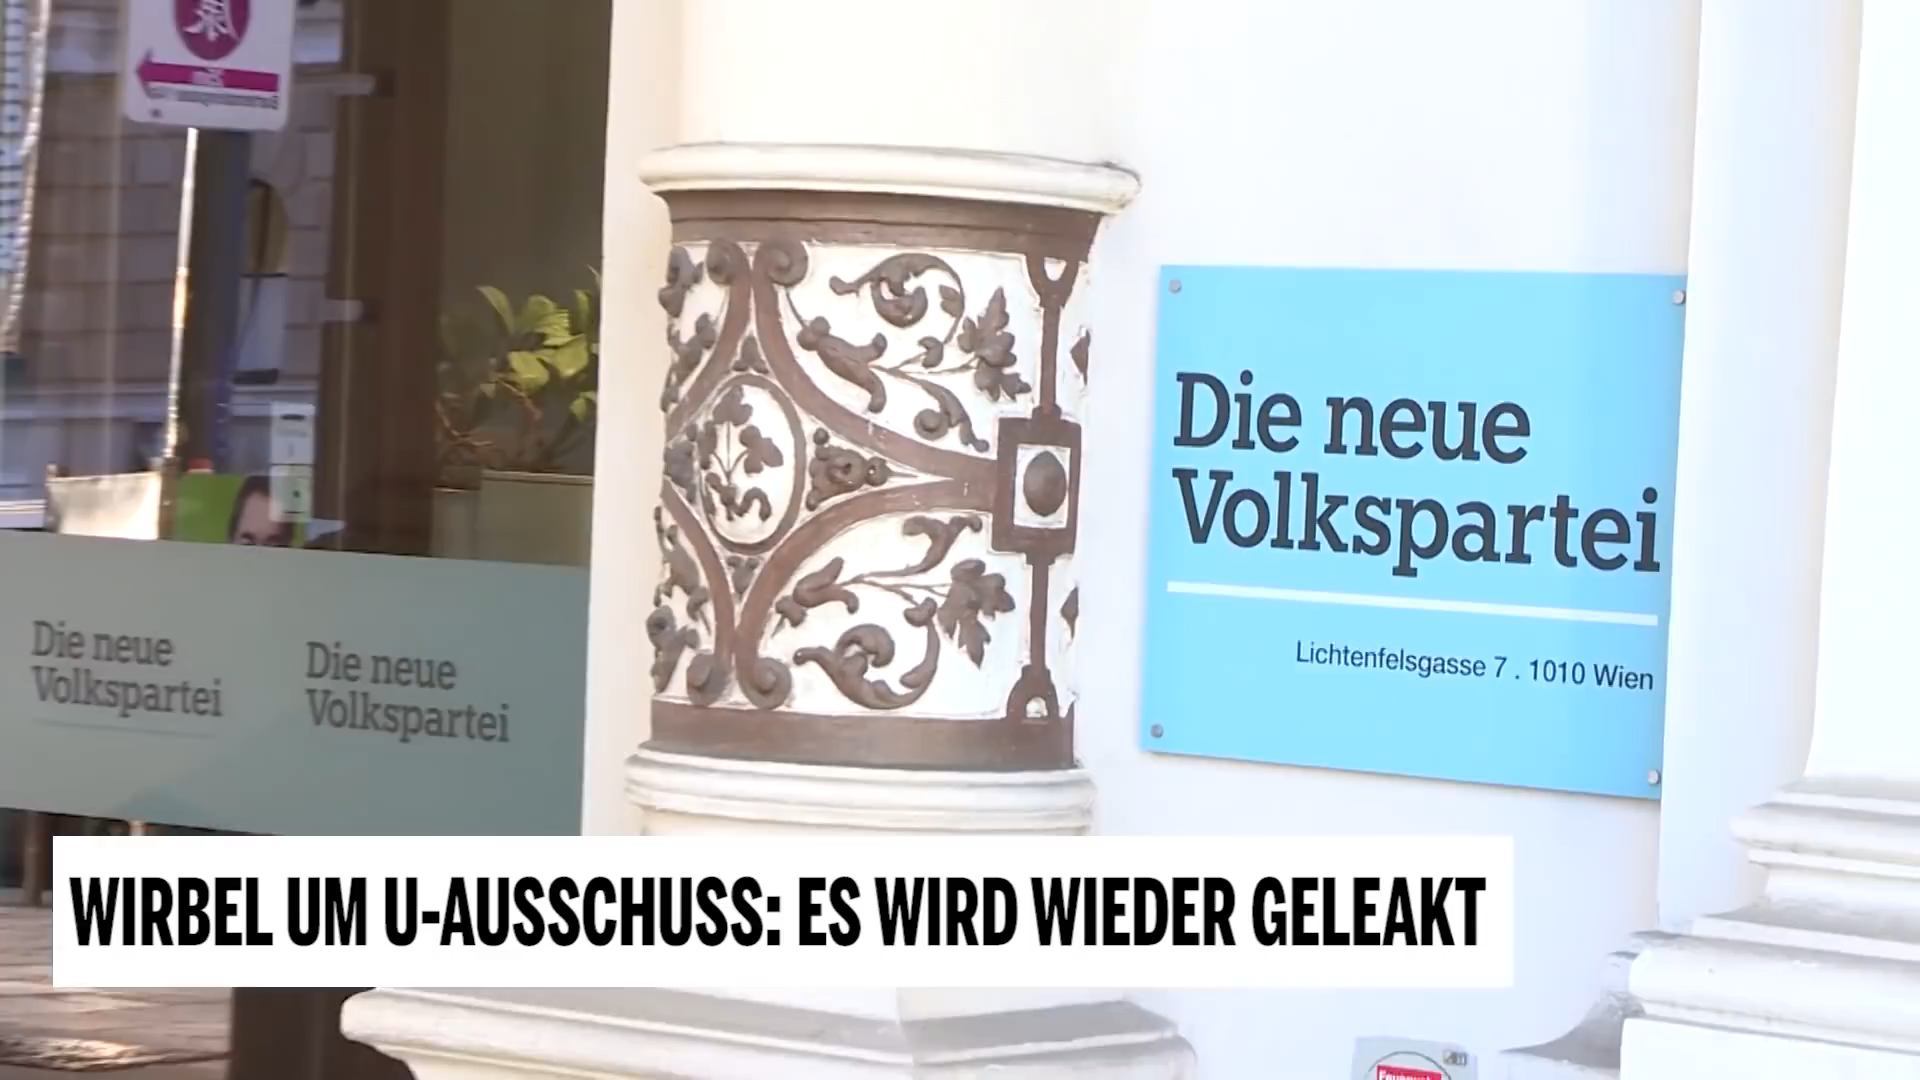 Die neue
Volkspartei
Lichtenfelsgasse 7 . 1010 Wien
Die neue
Volkspartei
Die neue
Volkspartei
WIRBEL UM U-AUSSCHUSS: ES WIRD WIEDER GELEAKT